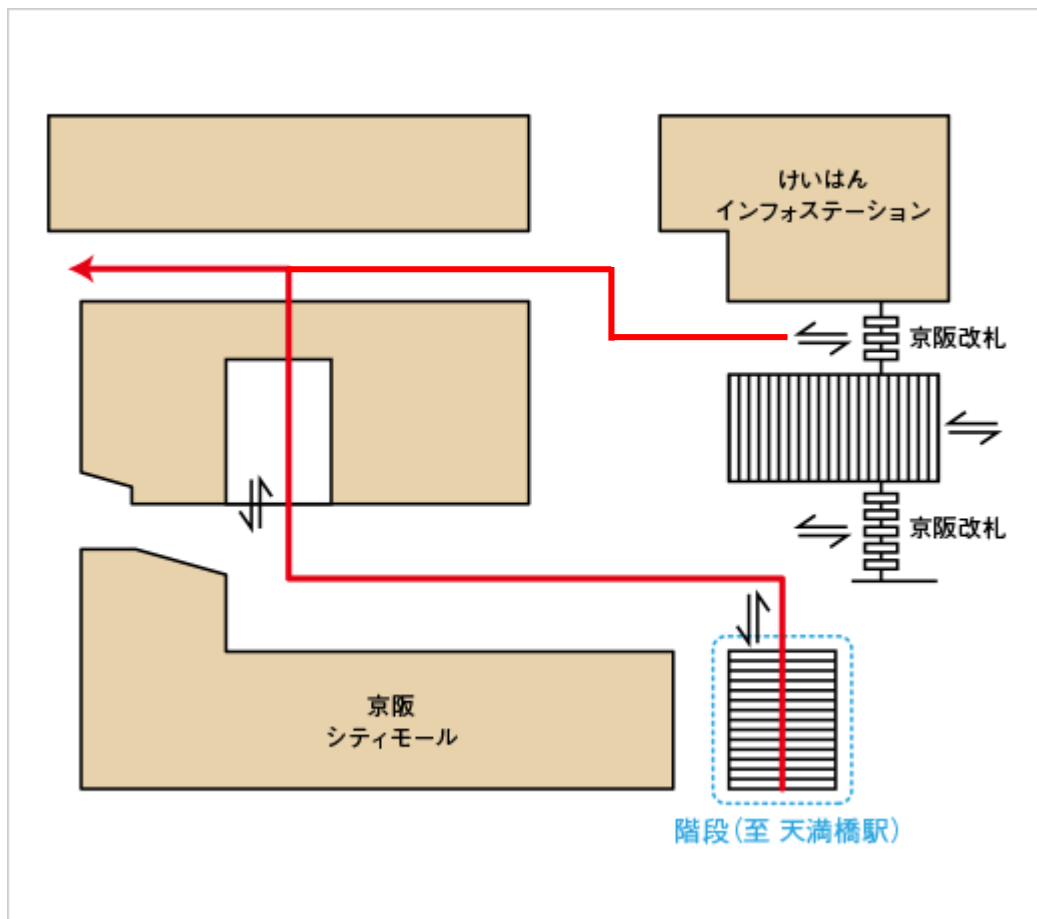 けいはん
インフォステーション
京阪改札
京阪改札
京阪
シティモール
階段(至 天満橋駅)